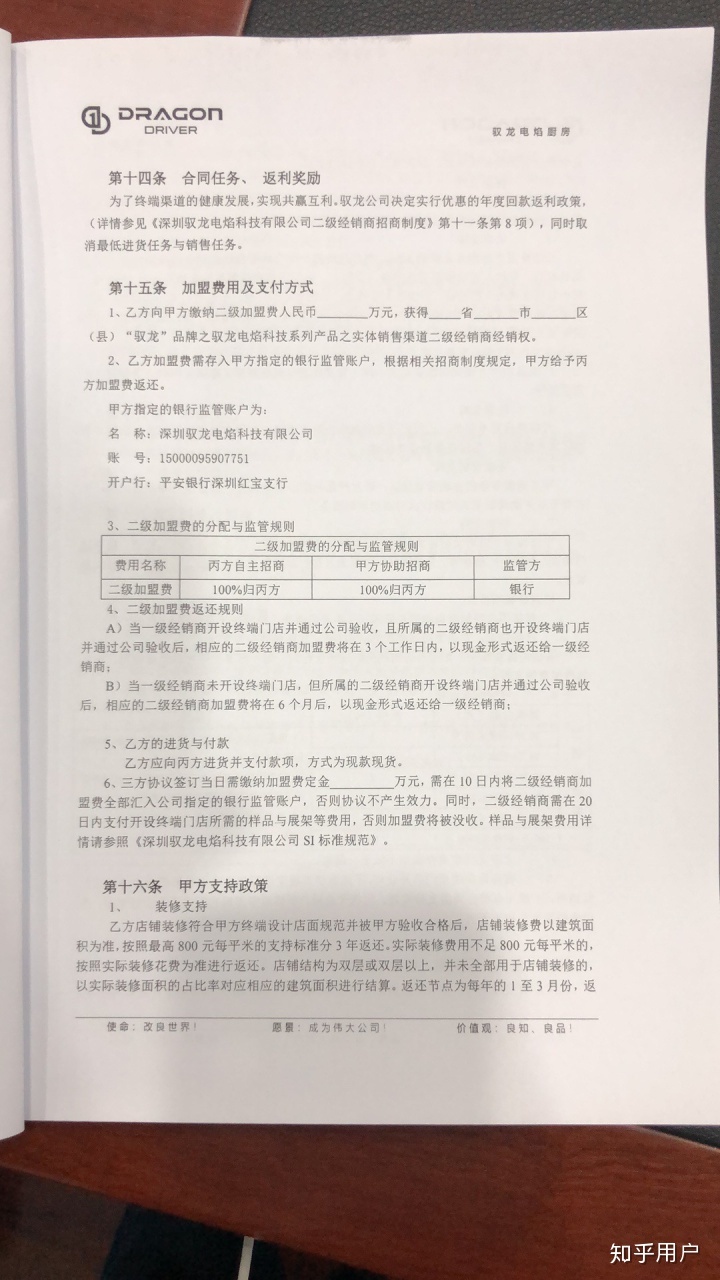 DRAGON
DRIVER
驭龙电焰厨房
第十四条 合同任务、 返利奖励
为了终端渠道的健康发展,实现共赢互利。驭龙公司决定实行优惠的年度回款返利政策,
(详情参见《深圳驭龙电焰科技有限公司二级经销商招商制度》第十一条第 8 项),同时取
消最低进货任务与销售任务。
第十五条 加盟费用及支付方式
1、乙方向甲方缴纳二级加盟费人民币________万元,获得_____省_______市_______区
(县)“驭龙”品牌之驭龙电焰科技系列产品之实体销售渠道二级经销商经销权。
2、乙方加盟费需存入甲方指定的银行监管账户,根据相关招商制度规定,甲方给予丙
方加盟费返还。
甲方指定的银行监管账户为:
名 称:深圳驭龙电焰科技有限公司
账 号:15000095907751
开户行:平安银行深圳红宝支行
3、二级加盟费的分配与监管规则
二级加盟费的分配与监管规则
费用名称 丙方自主招商 甲方协助招商 监管方
二级加盟费 100%归丙方 100%归丙方 银行
4、二级加盟费返还规则
A)当一级经销商开设终端门店并通过公司验收,且所属的二级经销商也开设终端门店
并通过公司验收后,相应的二级经销商加盟费将在 3 个工作日内,以现金形式返还给一级经
销商;
B)当一级经销商未开设终端门店,但所属的二级经销商开设终端门店并通过公司验收
后,相应的二级经销商加盟费将在 6 个月后,以现金形式返还给一级经销商;
5、乙方的进货与付款
乙方应向丙方进货并支付款项,方式为现款现货。
6、三方协议签订当日需缴纳加盟费定金__________万元,需在 10 日内将二级经销商加
盟费全部汇入公司指定的银行监管账户,否则协议不产生效力。同时,二级经销商需在 20
日内支付开设终端门店所需的样品与展架等费用,否则加盟费将被没收。样品与展架费用详
情请参照《深圳驭龙电焰科技有限公司 SI 标准规范》。
第十六条 甲方支持政策
1、 装修支持
乙方店铺装修符合甲方终端设计店面规范并被甲方验收合格后,店铺装修费以建筑面
积为准,按照最高 800 元每平米的支持标准分 3 年返还。实际装修费用不足 800 元每平米的,
按照实际装修花费为准进行返还。店铺结构为双层或双层以上,并未全部用于店铺装修的,
以实际装修面积的占比率对应相应的建筑面积进行结算。返还节点为每年的 1 至 3 月份,返
使命:改良世界! 愿景:成为伟大公司! 价值观:良知、良品!
知乎用户